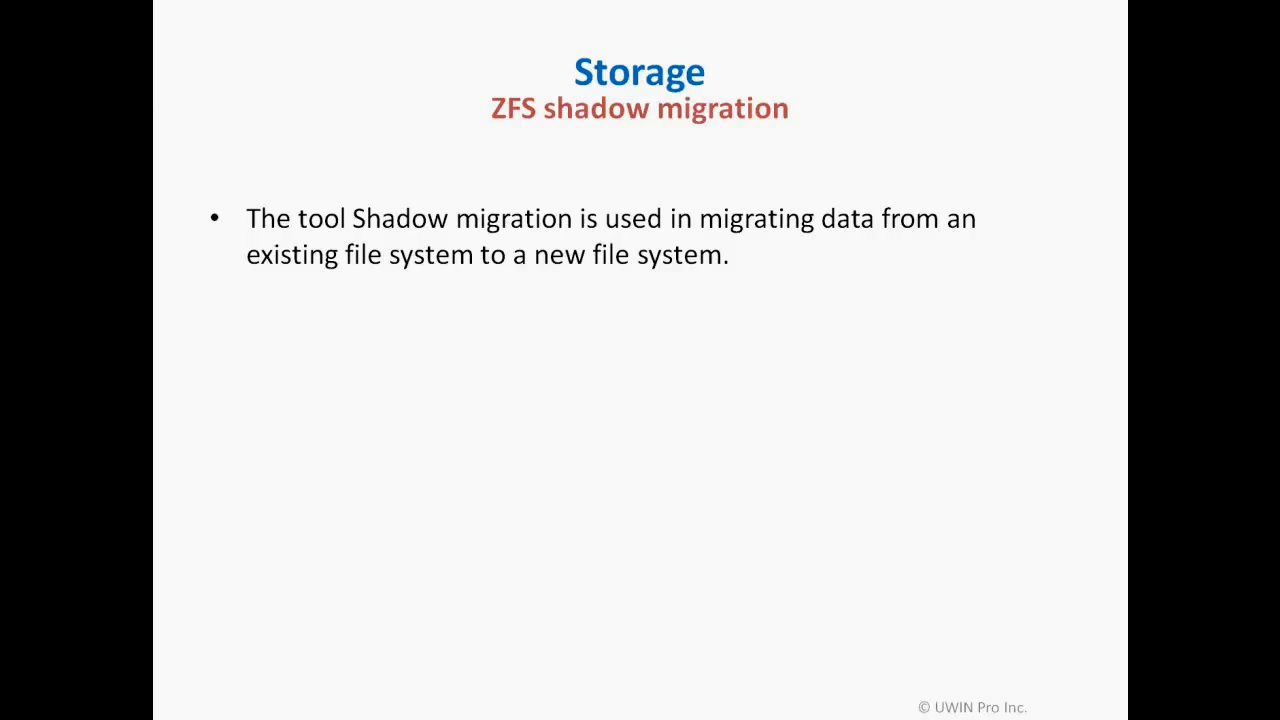 Storage
ZFS shadow migration
• The tool Shadow migration is used in migrating data from an
existing file system to a new file system.
© UWIN Pro Inc.